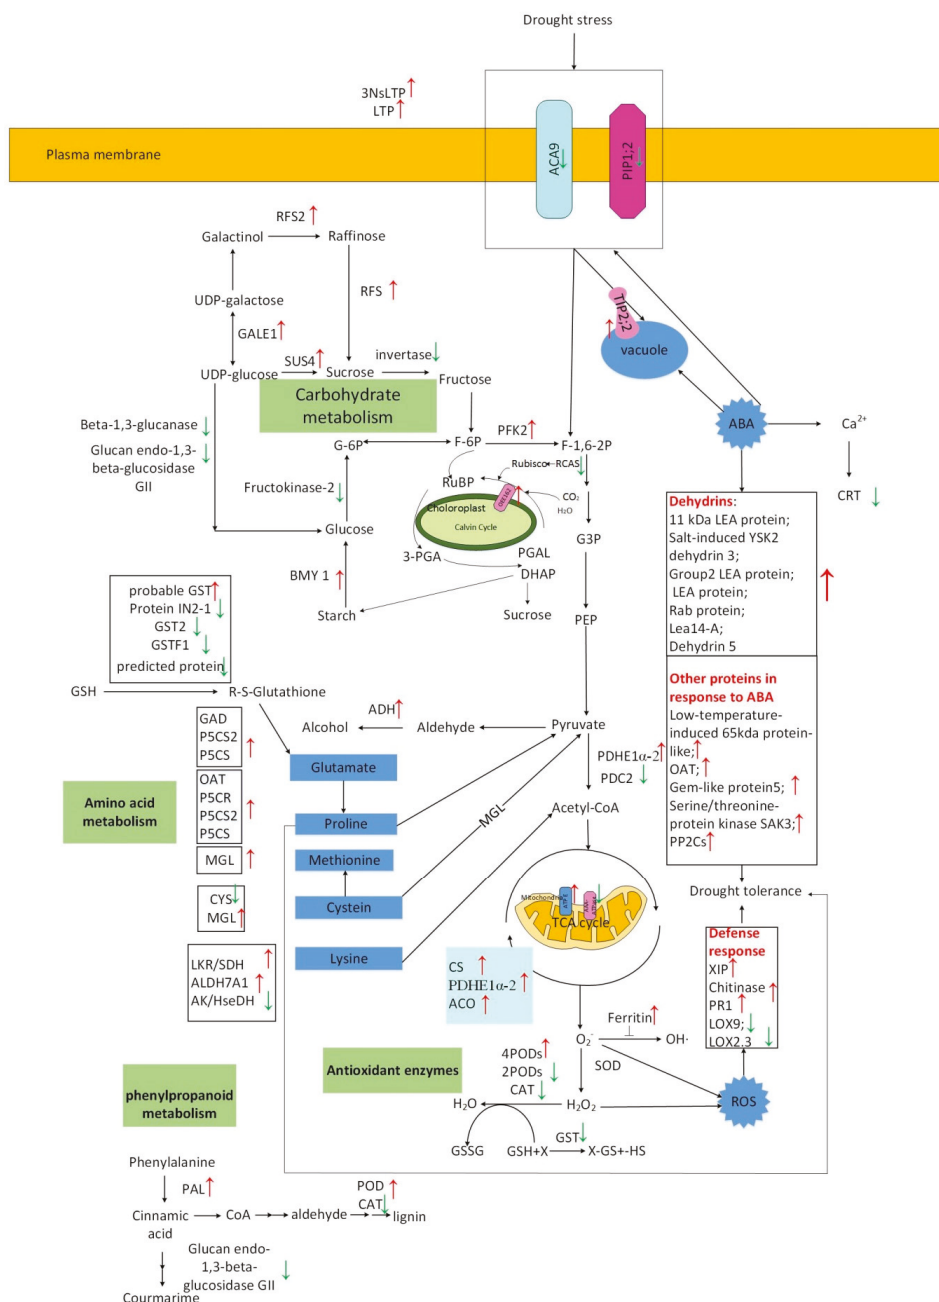 Drought stress
3NsLTP
LTP
Plasma membrane
ACA9
PIP1;2
RFS2
Galactinol
Raffinose
RFS
UDP-galactose
GALE1
TIP2;2
vacuole
SUS4
invertase
UDP-glucose
Sucrose
Fructose
Carbohydrate
metabolism
Beta-1,3-glucanase
Glucan endo-1,3-
beta-glucosidase
GII
G-6P
F-6P
PFK2
F-1,6-2P
ABA
Ca2+
CRT
Rubisco
RCAS
RuBP
CO2
H2O
Choloroplast
Calvin Cycle
Fructokinase-2
Glucose
3-PGA
PGAL
G3P
DHAP
BMY 1
Starch
Sucrose
PEP
Dehydrins:
11 kDa LEA protein;
Salt-induced YSK2
dehydrin 3;
Group2 LEA protein;
LEA protein;
Rab protein;
Lea14-A;
Dehydrin 5
probable GST
Protein IN2-1
GST2
GSTF1
predicted protein
GSH
R-S-Glutathione
Other proteins in
response to ABA
Low-temperature-
induced 65kda protein-
like;
OAT;
Gem-like protein5;
Serine/threonine-
protein kinase SAK3;
PP2Cs
Alcohol
ADH
Aldehyde
Pyruvate
GAD
P5CS2
P5CS
Glutamate
PDHE1α-2
PDC2
Amino acid
metabolism
OAT
P5CR
P5CS2
P5CS
Proline
MGL
Acetyl-CoA
MGL
Methionine
CYS
MGL
Cystein
Drought tolerance
Mitochondria
TCA cycle
Lysine
LKR/SDH
ALDH7A1
AK/HseDH
CS
PDHE1α-2
ACO
Defense
response
XIP
Chitinase
PR1
LOX9;
LOX2.3
Ferritin
O2-
OH·
SOD
Antioxidant enzymes
4PODs
2PODs
CAT
H2O
H2O2
ROS
GST
GSSG
GSH+X
X-GS+-HS
phenylpropanoid
metabolism
Phenylalanine
PAL
POD
CAT
Cinnamic
acid
CoA
aldehyde
lignin
Glucan endo-
1,3-beta-
glucosidase GII
Courmarime